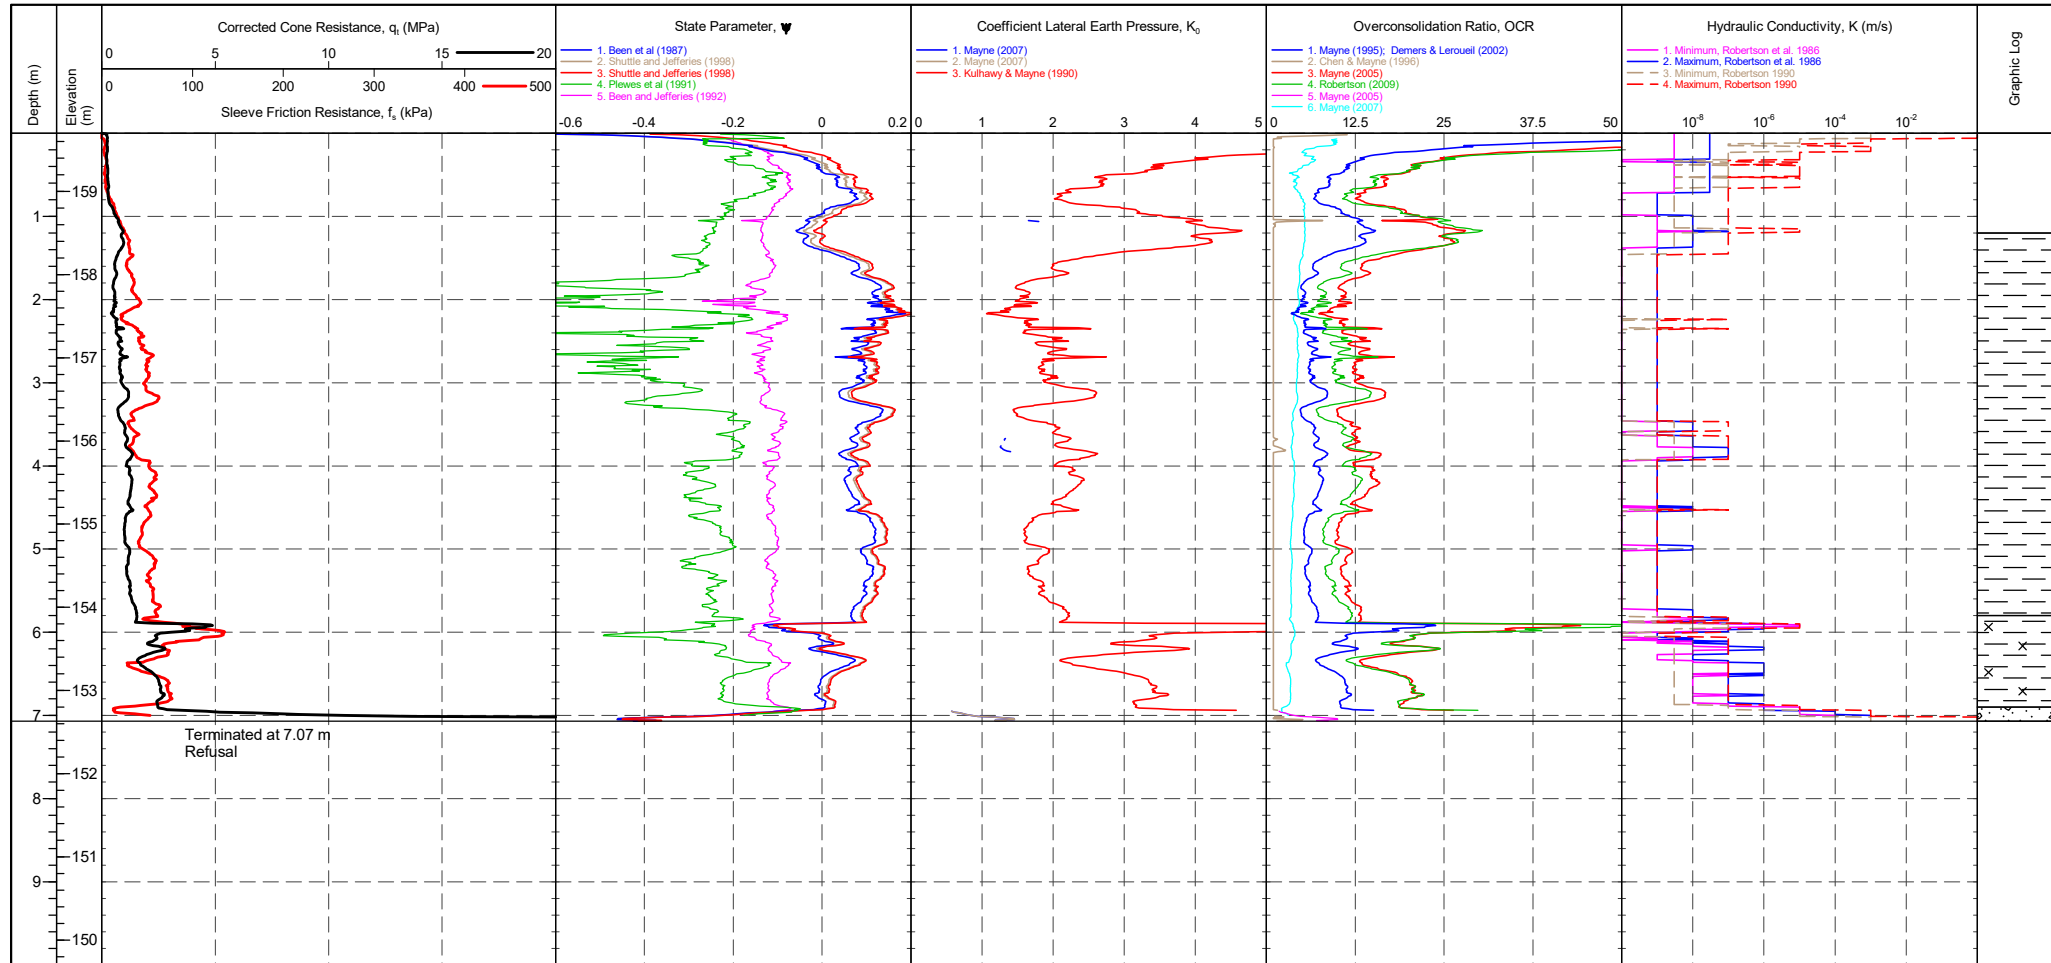 Depth (m)
Elevation (m)
Corrected Cone Resistance, qt (MPa)
0 5 10 15 20
0 100 200 300 400 500
Sleeve Friction Resistance, fs (kPa)
State Parameter, ψ
1. Been et al (1987)
2. Shuttle and Jefferies (1998)
3. Shuttle and Jefferies (1998)
4. Plewes et al (1991)
5. Been and Jefferies (1992)
-0.6 -0.4 -0.2 0 0.2
Coefficient Lateral Earth Pressure, K0
1. Mayne (2007)
2. Mayne (2007)
3. Kulhawy & Mayne (1990)
0 1 2 3 4 5
Overconsolidation Ratio, OCR
1. Mayne (1995); Demers & Leroueil (2002)
2. Chen & Mayne (1996)
3. Mayne (2005)
4. Robertson (2009)
5. Mayne (2005)
6. Mayne (2007)
0 12.5 25 37.5 50
Hydraulic Conductivity, K (m/s)
1. Minimum, Robertson et al. 1986
2. Maximum, Robertson et al. 1986
3. Minimum, Robertson 1990
4. Maximum, Robertson 1990
10-8 10-6 10-4 10-2
Graphic Log
159
1
158
2
157
3
156
4
155
5
154
6
153
7
Terminated at 7.07 m
Refusal
152
8
151
9
150